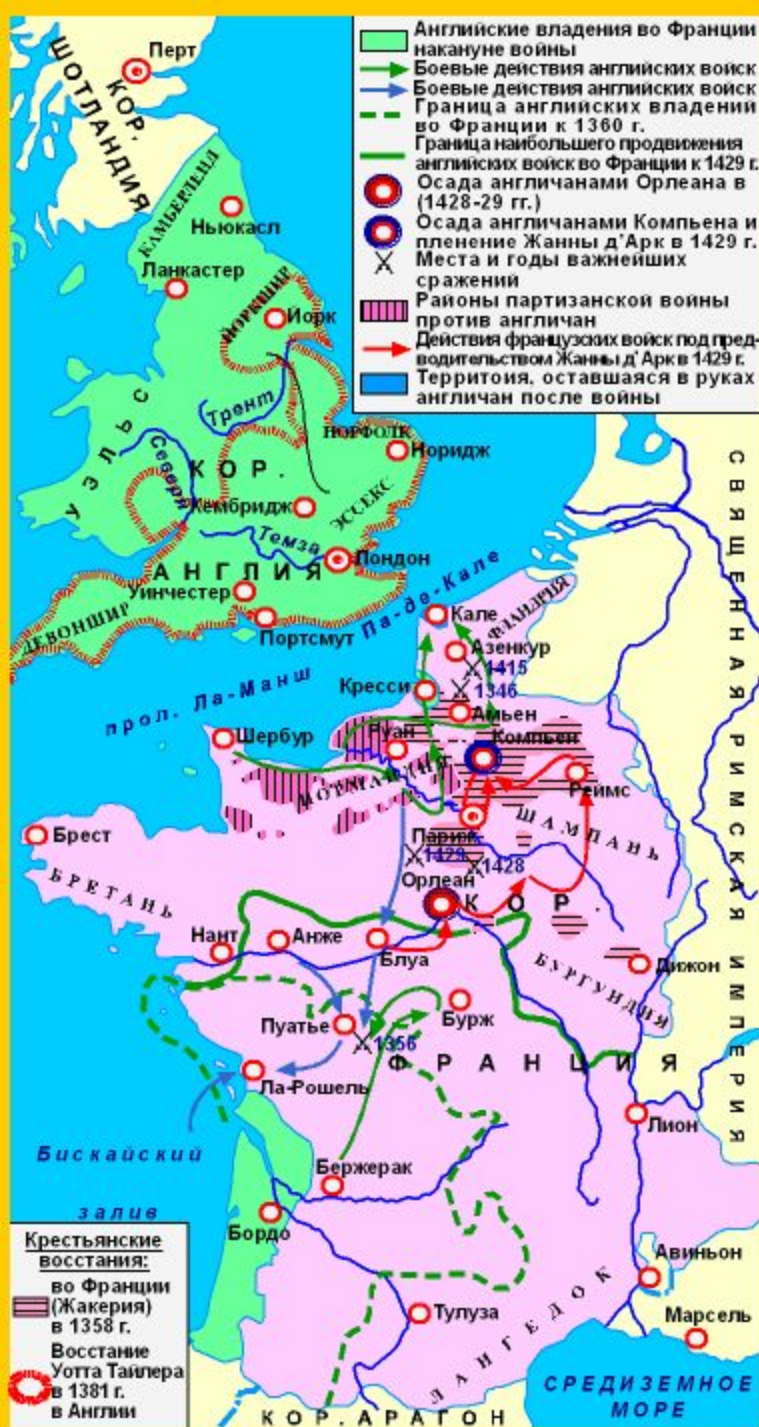 Английские владения во Франции
накануне войны
Боевые действия английских войск
Боевые действия английских войск
Граница английских владений
во Франции к 1360 г.
Граница наибольшего продвижения
английских войск во Франции к 1429 г.
Осада англичанами Орлеана в
(1428-29 гг.)
Осада англичанами Компьена и
пленение Жанны д'Арк в 1429 г.
Места и годы важнейших
сражений
Районы партизанской войны
против англичан
Действия французских войск под пред-
водительством Жанны д'Арк в 1429 г.
Территоия, оставшаяся в руках
англичан после войны
Перт
КОР.
ШОТЛАНДИЯ
КАМБЕРЛЕНД
Ньюкасл
Ланкастер
ЙОРКШИР
Йорк
Трент
УЭЛЬС
Северн
НОРФОЛК
Норидж
КОР.
Кембридж
ЭССЕКС
Темза
Лондон
АНГЛИЯ
Уинчестер
ДЕВОНШИР
Портсмут
Па-де-Кале
прол. Ла-Манш
СВЯЩЕННАЯ РИМСКАЯ ИМПЕРИЯ
Кале
ФЛАНДРИЯ
Азенкур
1415
Кресси
1346
Амьен
Шербур
Руан
Компьен
НОРМАНДИЯ
Реймс
ШАМПАНЬ
Брест
Париж
1429
1428
БРЕТАНЬ
Орлеан
КОР.
Нант
Анже
Блуа
БУРГУНДИЯ
Дижон
Пуатье
Бурж
1356
ФРАНЦИЯ
Ла-Рошель
Лион
Бискайский
залив
Бержерак
Бордо
Авиньон
Тулуза
ЛАНГЕДОК
Марсель
СРЕДИЗЕМНОЕ
МОРЕ
КОР. АРАГОН
Крестьянские
восстания:
во Франции
(Жакерия)
в 1358 г.
Восстание
Уотта Тайлера
в 1381 г.
в Англии